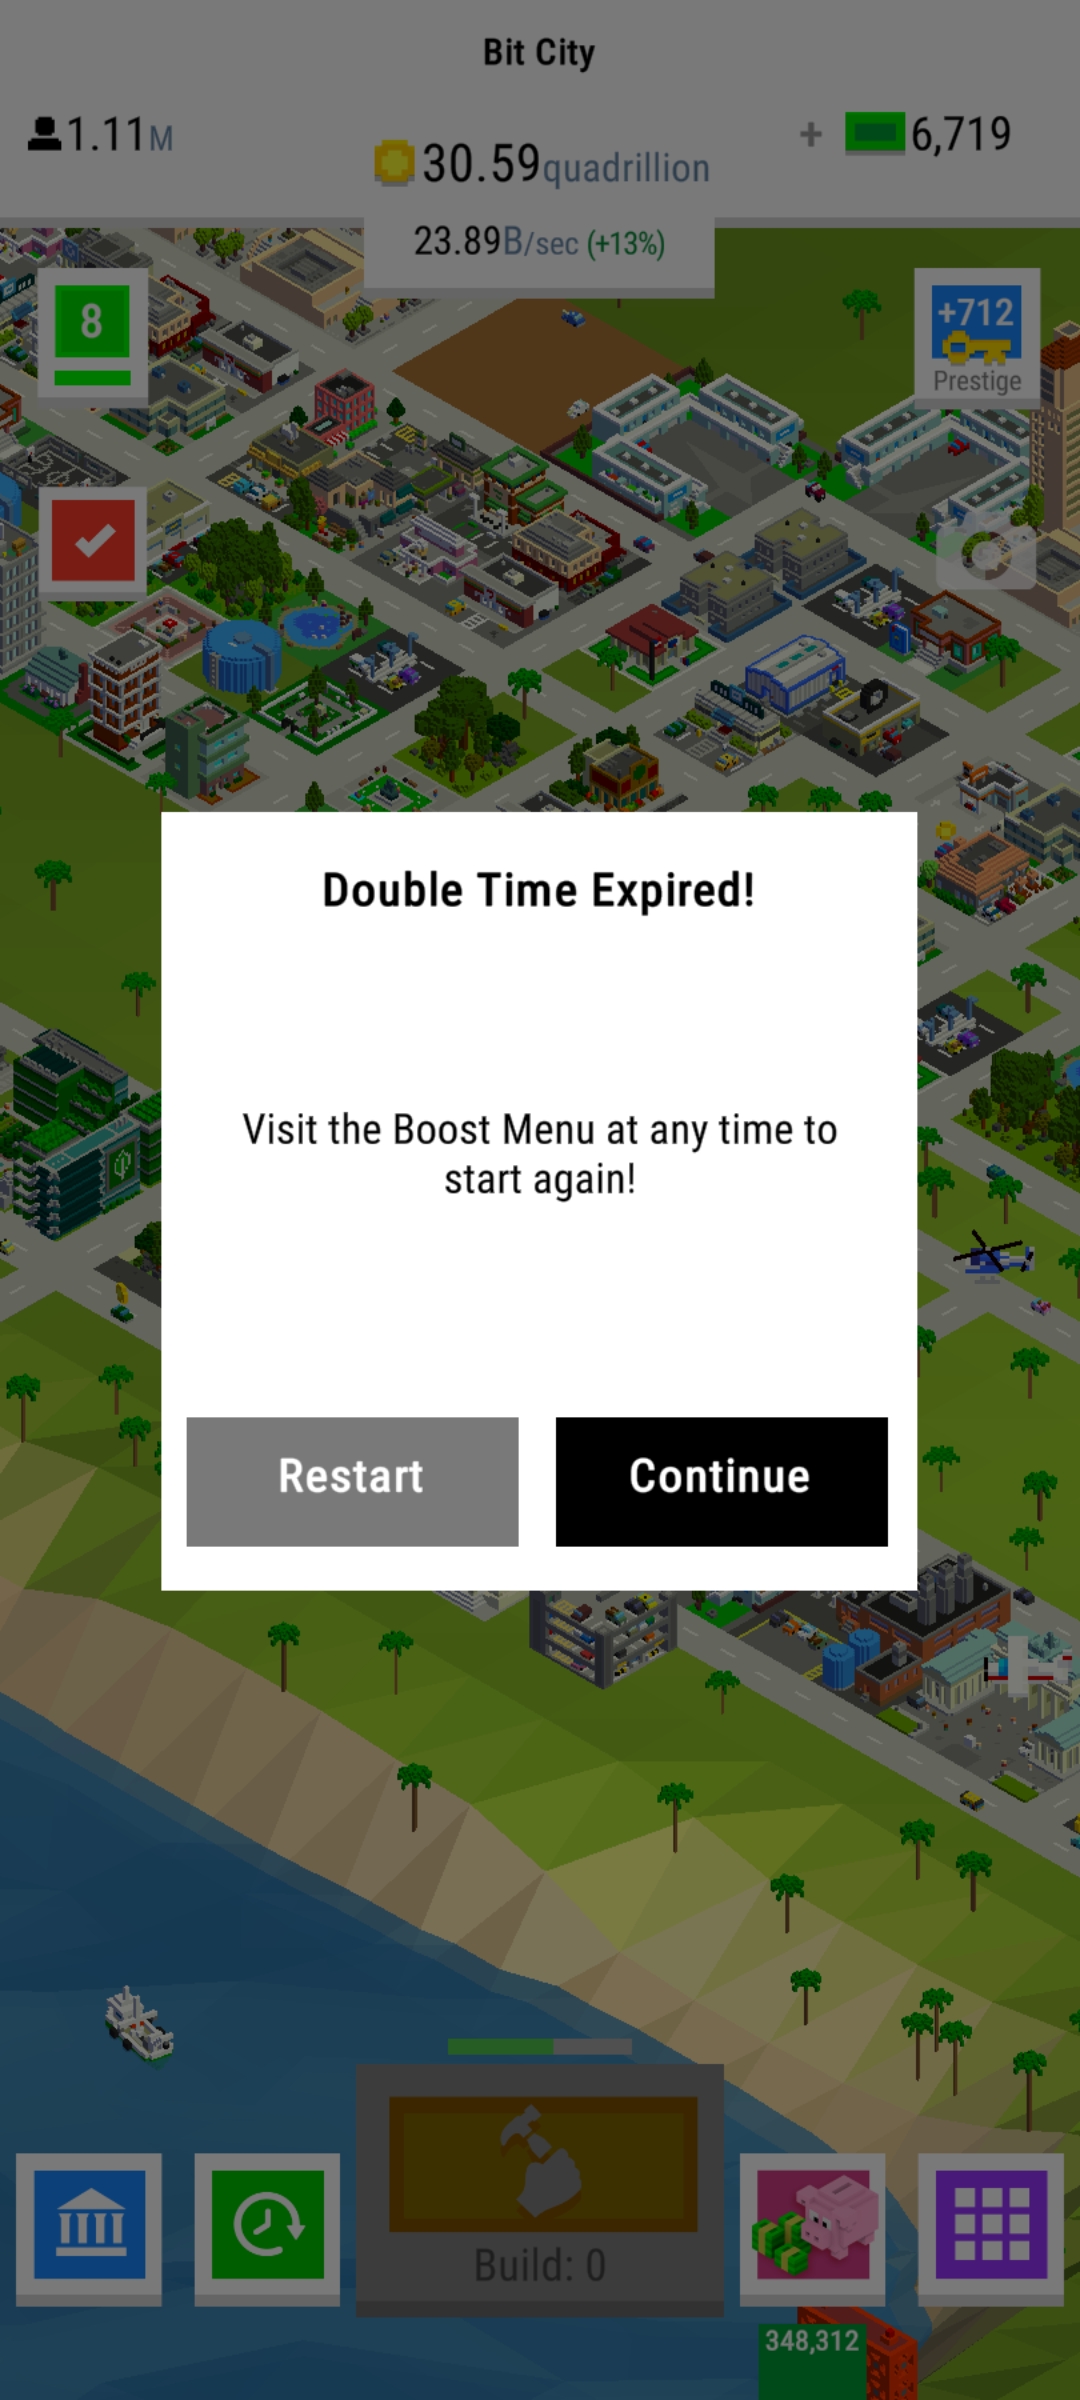 Bit City
1.11M
30.59quadrillion
+ 6,719
23.89B/sec (+13%)
8
+712
Prestige
Double Time Expired!
Visit the Boost Menu at any time to
start again!
Restart
Continue
Build: 0
348,312